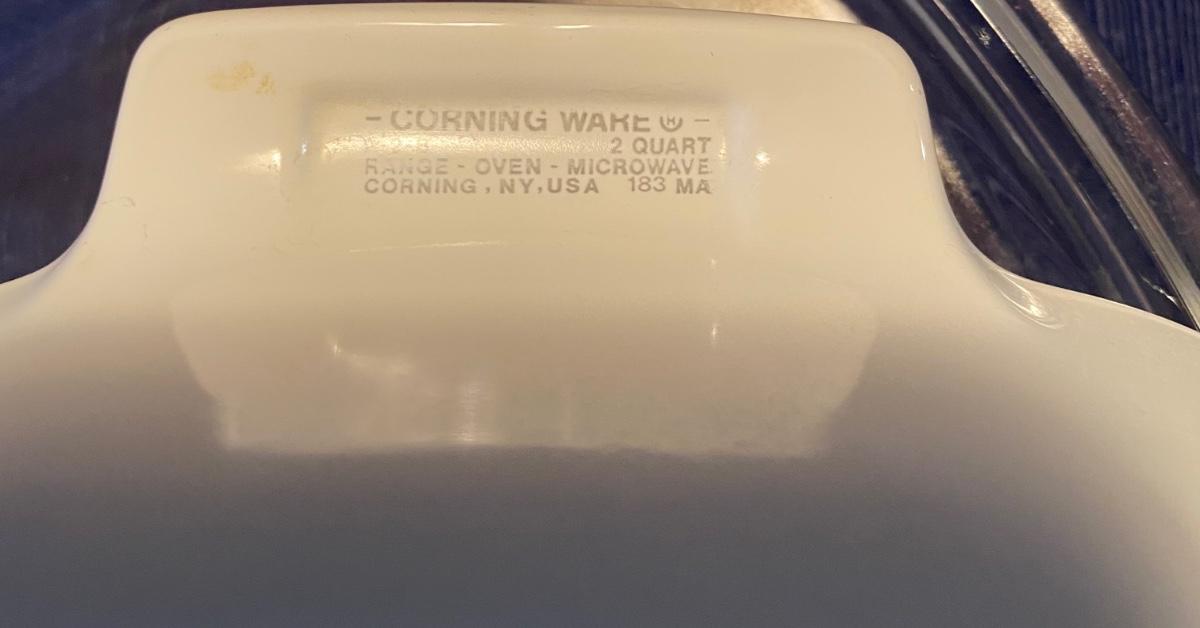 - CORNING WARE ® -
2 QUART
RANGE - OVEN - MICROWAVE
CORNING, NY, USA 183 MA